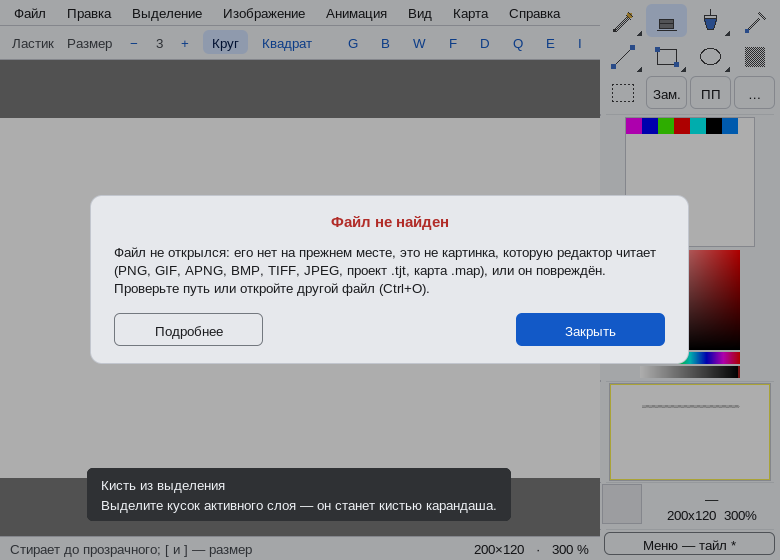 Файл Правка Выделение Изображение Анимация Вид Карта Справка
Ластик Размер − 3 + Круг Квадрат G B W F D Q E I
Зам. ПП ...
Файл не найден
Файл не открылся: его нет на прежнем месте, это не картинка, которую редактор читает
(PNG, GIF, APNG, BMP, TIFF, JPEG, проект .tjt, карта .map), или он повреждён.
Проверьте путь или откройте другой файл (Ctrl+O).
Подробнее Закрыть
Кисть из выделения
Выделите кусок активного слоя — он станет кистью карандаша.
—
200x120 300%
Меню — тайл *
Стирает до прозрачного; [ и ] — размер 200×120 · 300 %